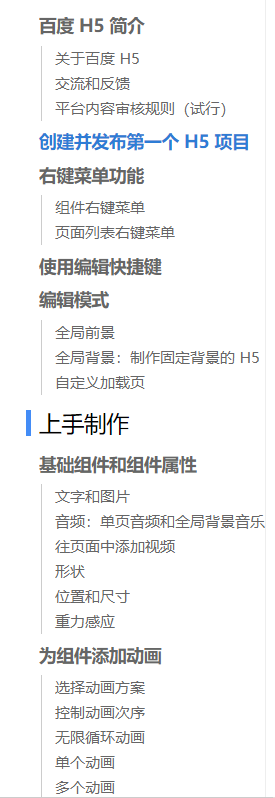 百度 H5 简介
关于百度 H5
交流和反馈
平台内容审核规则（试行）
创建并发布第一个 H5 项目
右键菜单功能
组件右键菜单
页面列表右键菜单
使用编辑快捷键
编辑模式
全局前景
全局背景：制作固定背景的 H5
自定义加载页
上手制作
基础组件和组件属性
文字和图片
音频：单页音频和全局背景音乐
往页面中添加视频
形状
位置和尺寸
重力感应
为组件添加动画
选择动画方案
控制动画次序
无限循环动画
单个动画
多个动画